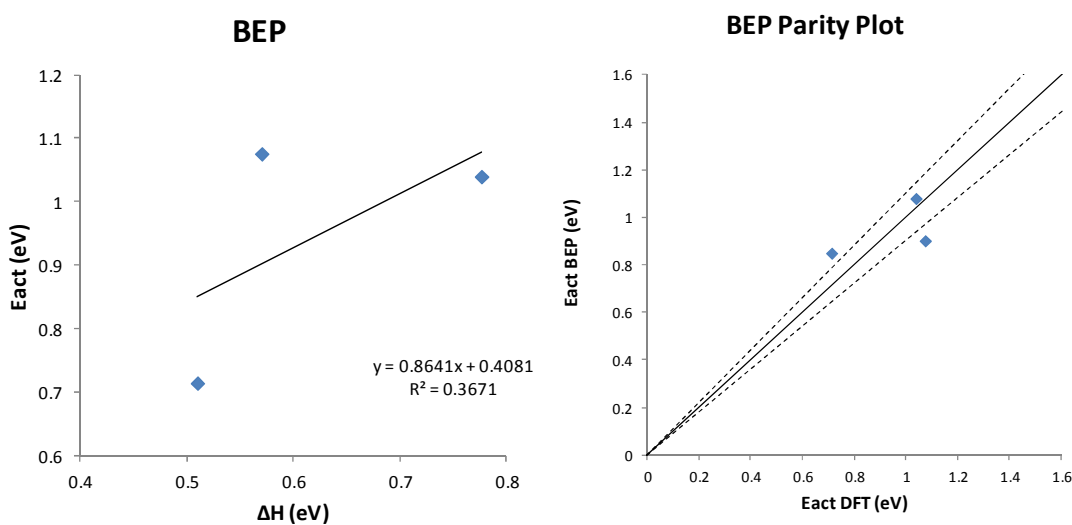 BEP
1.2
1.1
1
0.9
0.8
0.7
0.6
Eact (eV)
y = 0.8641x + 0.4081
R² = 0.3671
0.4 0.5 0.6 0.7 0.8
ΔH (eV)
BEP Parity Plot
1.6
1.4
1.2
1
0.8
0.6
0.4
0.2
0
Eact BEP (eV)
0 0.2 0.4 0.6 0.8 1 1.2 1.4 1.6
Eact DFT (eV)